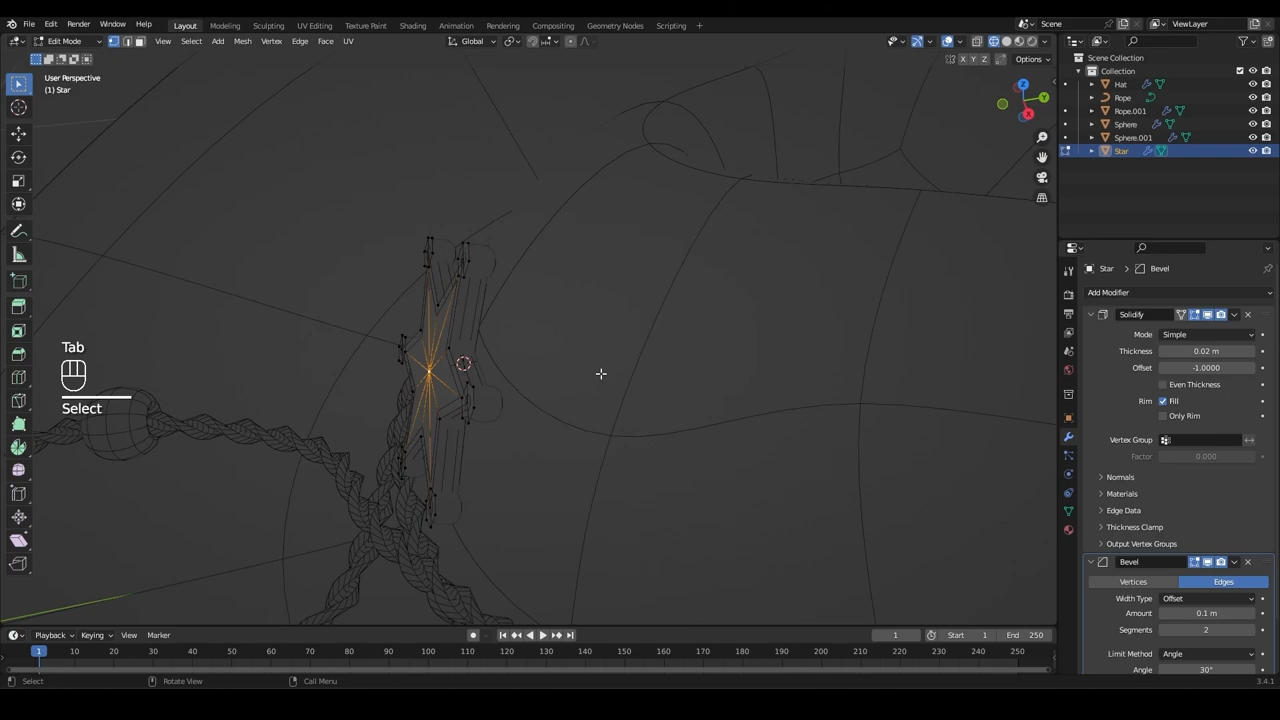 File Edit Render Window Help Layout Modeling Sculpting UV Editing Texture Paint Shading Animation Rendering Compositing Geometry Nodes Scripting + Scene ViewLayer
Edit Mode View Select Add Mesh Vertex Edge Face UV Global
X Y Z Options
User Perspective
(1) Star
Scene Collection
Collection
Hat
Rope
Rope.001
Sphere
Sphere.001
Star
Z
Y
X
Star > Bevel
Add Modifier
Solidify
Mode Simple
Thickness 0.02 m
Offset -1.0000
Even Thickness
Rim Fill
Only Rim
Vertex Group
Factor 0.000
Normals
Materials
Edge Data
Thickness Clamp
Output Vertex Groups
Bevel
Vertices Edges
Width Type Offset
Amount 0.1 m
Segments 2
Limit Method Angle
Angle 30°
Tab
Select
Playback Keying View Marker 1 Start 1 End 250
1 10 20 30 40 50 60 70 80 90 100 110 120 130 140 150 160 170 180 190 200 210 220 230 240 250
Select Rotate View Call Menu 3.4.1